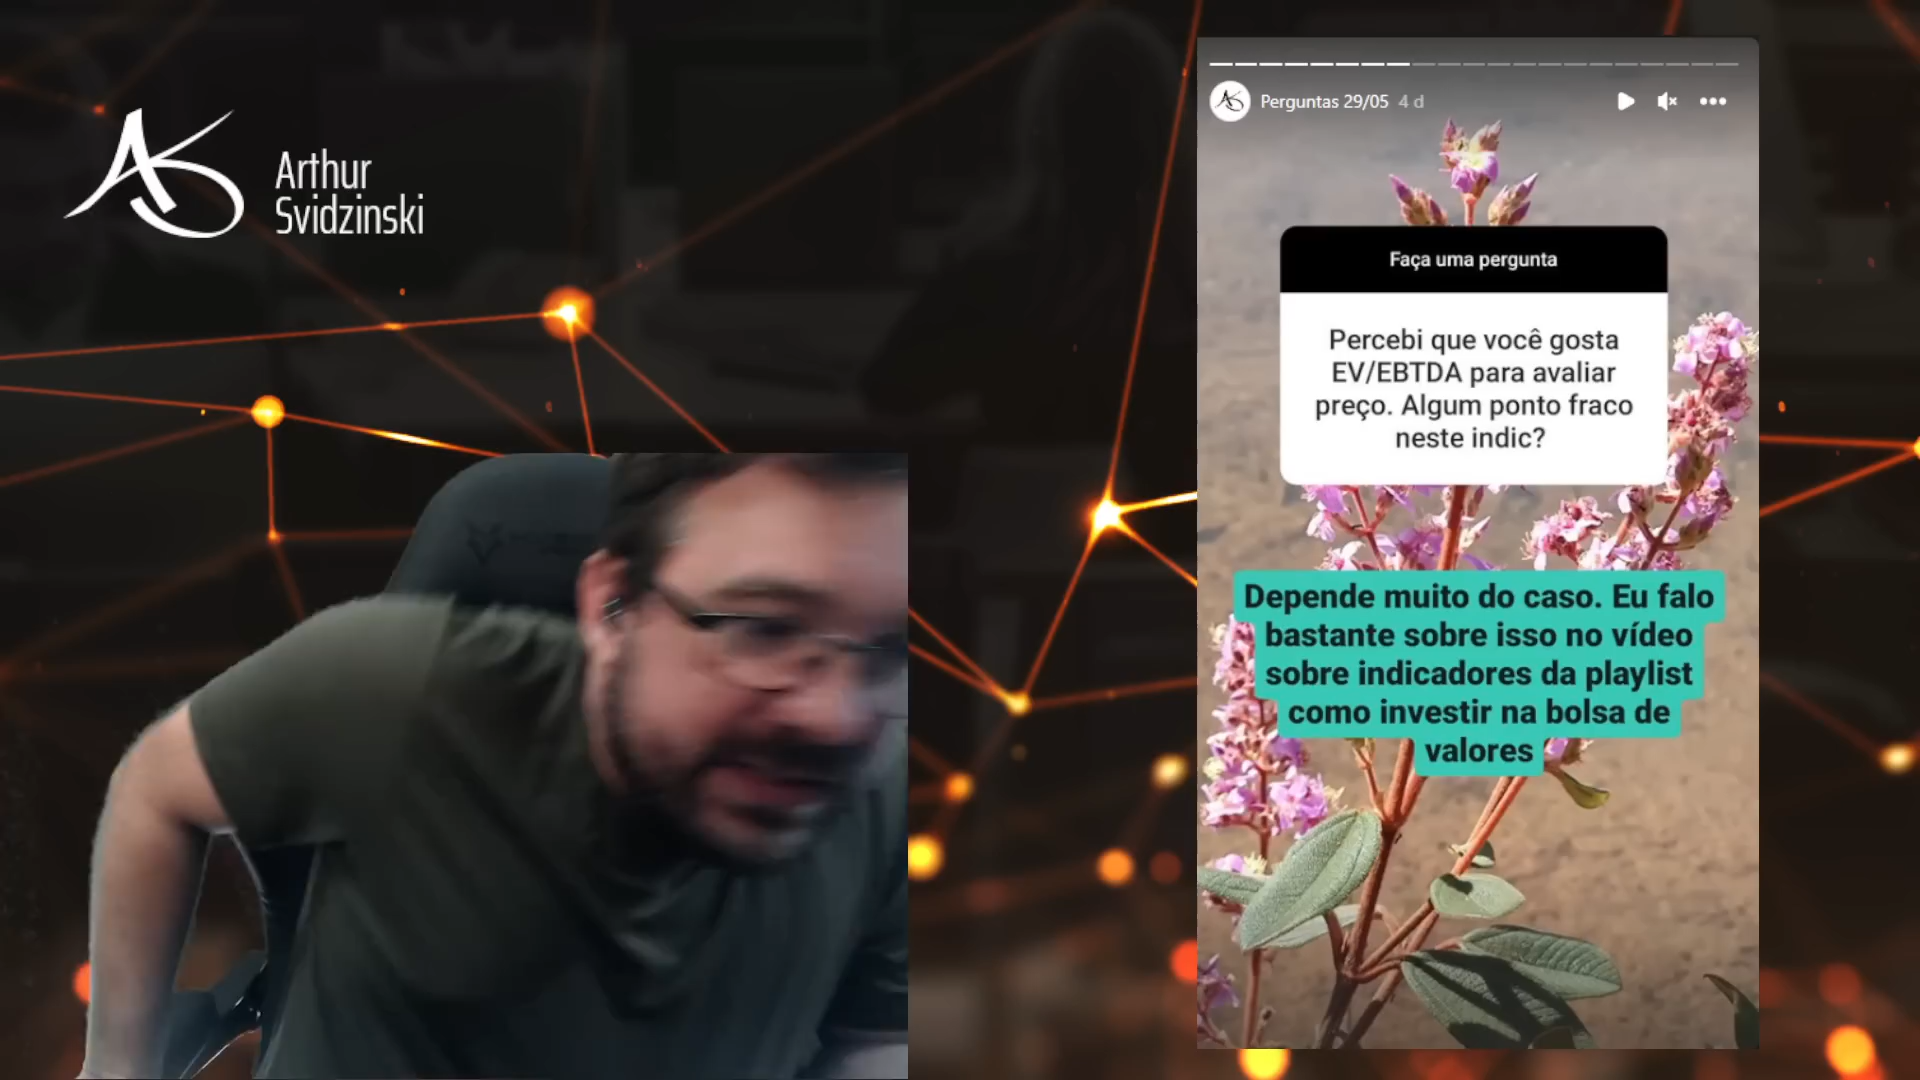 Arthur
Svidzinski
Perguntas 29/05 4 d
Faça uma pergunta
Percebi que você gosta
EV/EBTDA para avaliar
preço. Algum ponto fraco
neste indic?
Depende muito do caso. Eu falo
bastante sobre isso no vídeo
sobre indicadores da playlist
como investir na bolsa de
valores